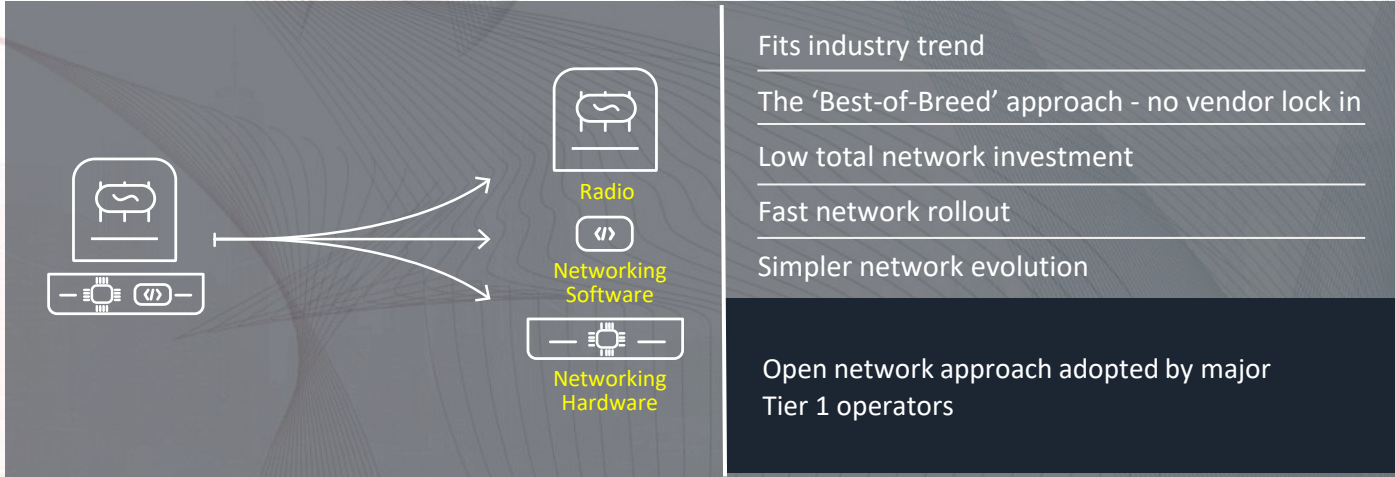 Radio
</>
Networking
Software
</>
Networking
Hardware
Fits industry trend
The ‘Best-of-Breed’ approach - no vendor lock in
Low total network investment
Fast network rollout
Simpler network evolution
Open network approach adopted by major
Tier 1 operators